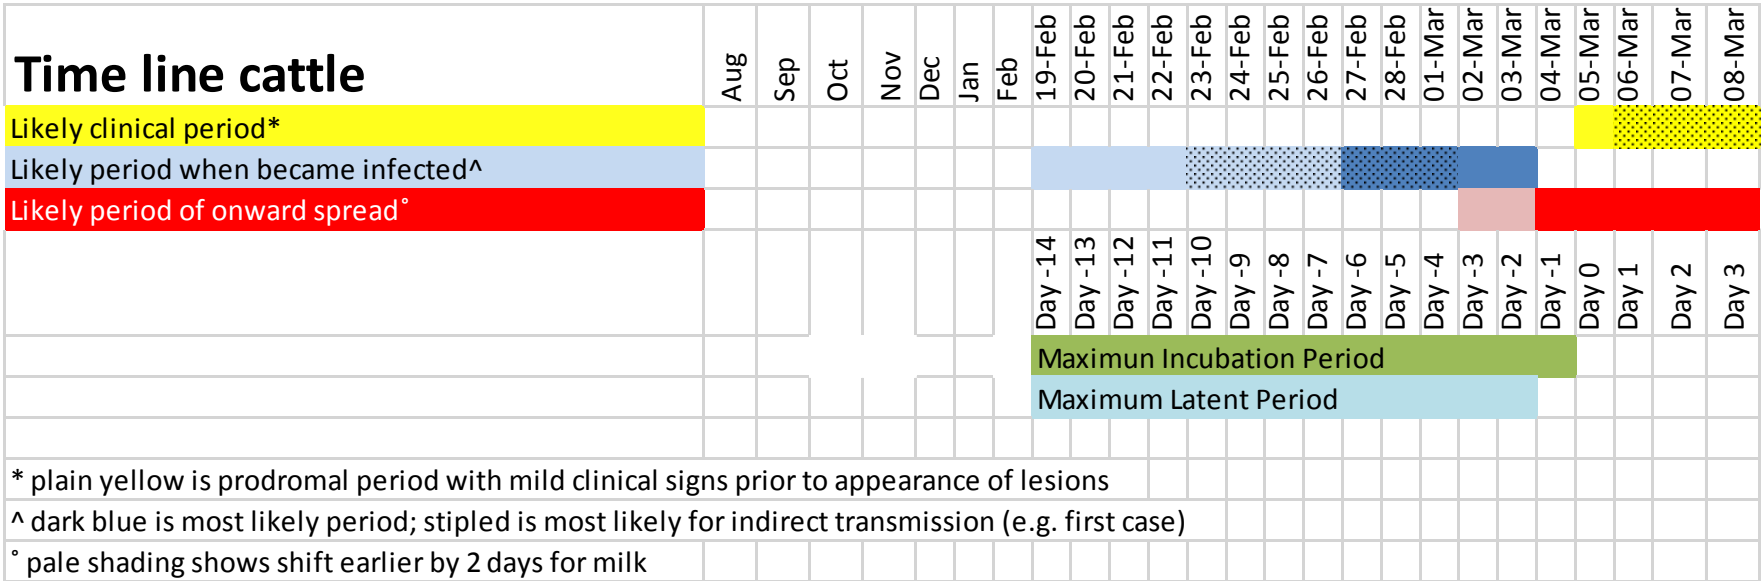 Time line cattle
Aug Sep Oct Nov Dec Jan Feb 19-Feb 20-Feb 21-Feb 22-Feb 23-Feb 24-Feb 25-Feb 26-Feb 27-Feb 28-Feb 01-Mar 02-Mar 03-Mar 04-Mar 05-Mar 06-Mar 07-Mar 08-Mar
Likely clinical period*
Likely period when became infected^
Likely period of onward spread°
Day -14 Day -13 Day -12 Day -11 Day -10 Day -9 Day -8 Day -7 Day -6 Day -5 Day -4 Day -3 Day -2 Day -1 Day 0 Day 1 Day 2 Day 3
Maximun Incubation Period
Maximum Latent Period
* plain yellow is prodromal period with mild clinical signs prior to appearance of lesions
^ dark blue is most likely period; stipled is most likely for indirect transmission (e.g. first case)
° pale shading shows shift earlier by 2 days for milk